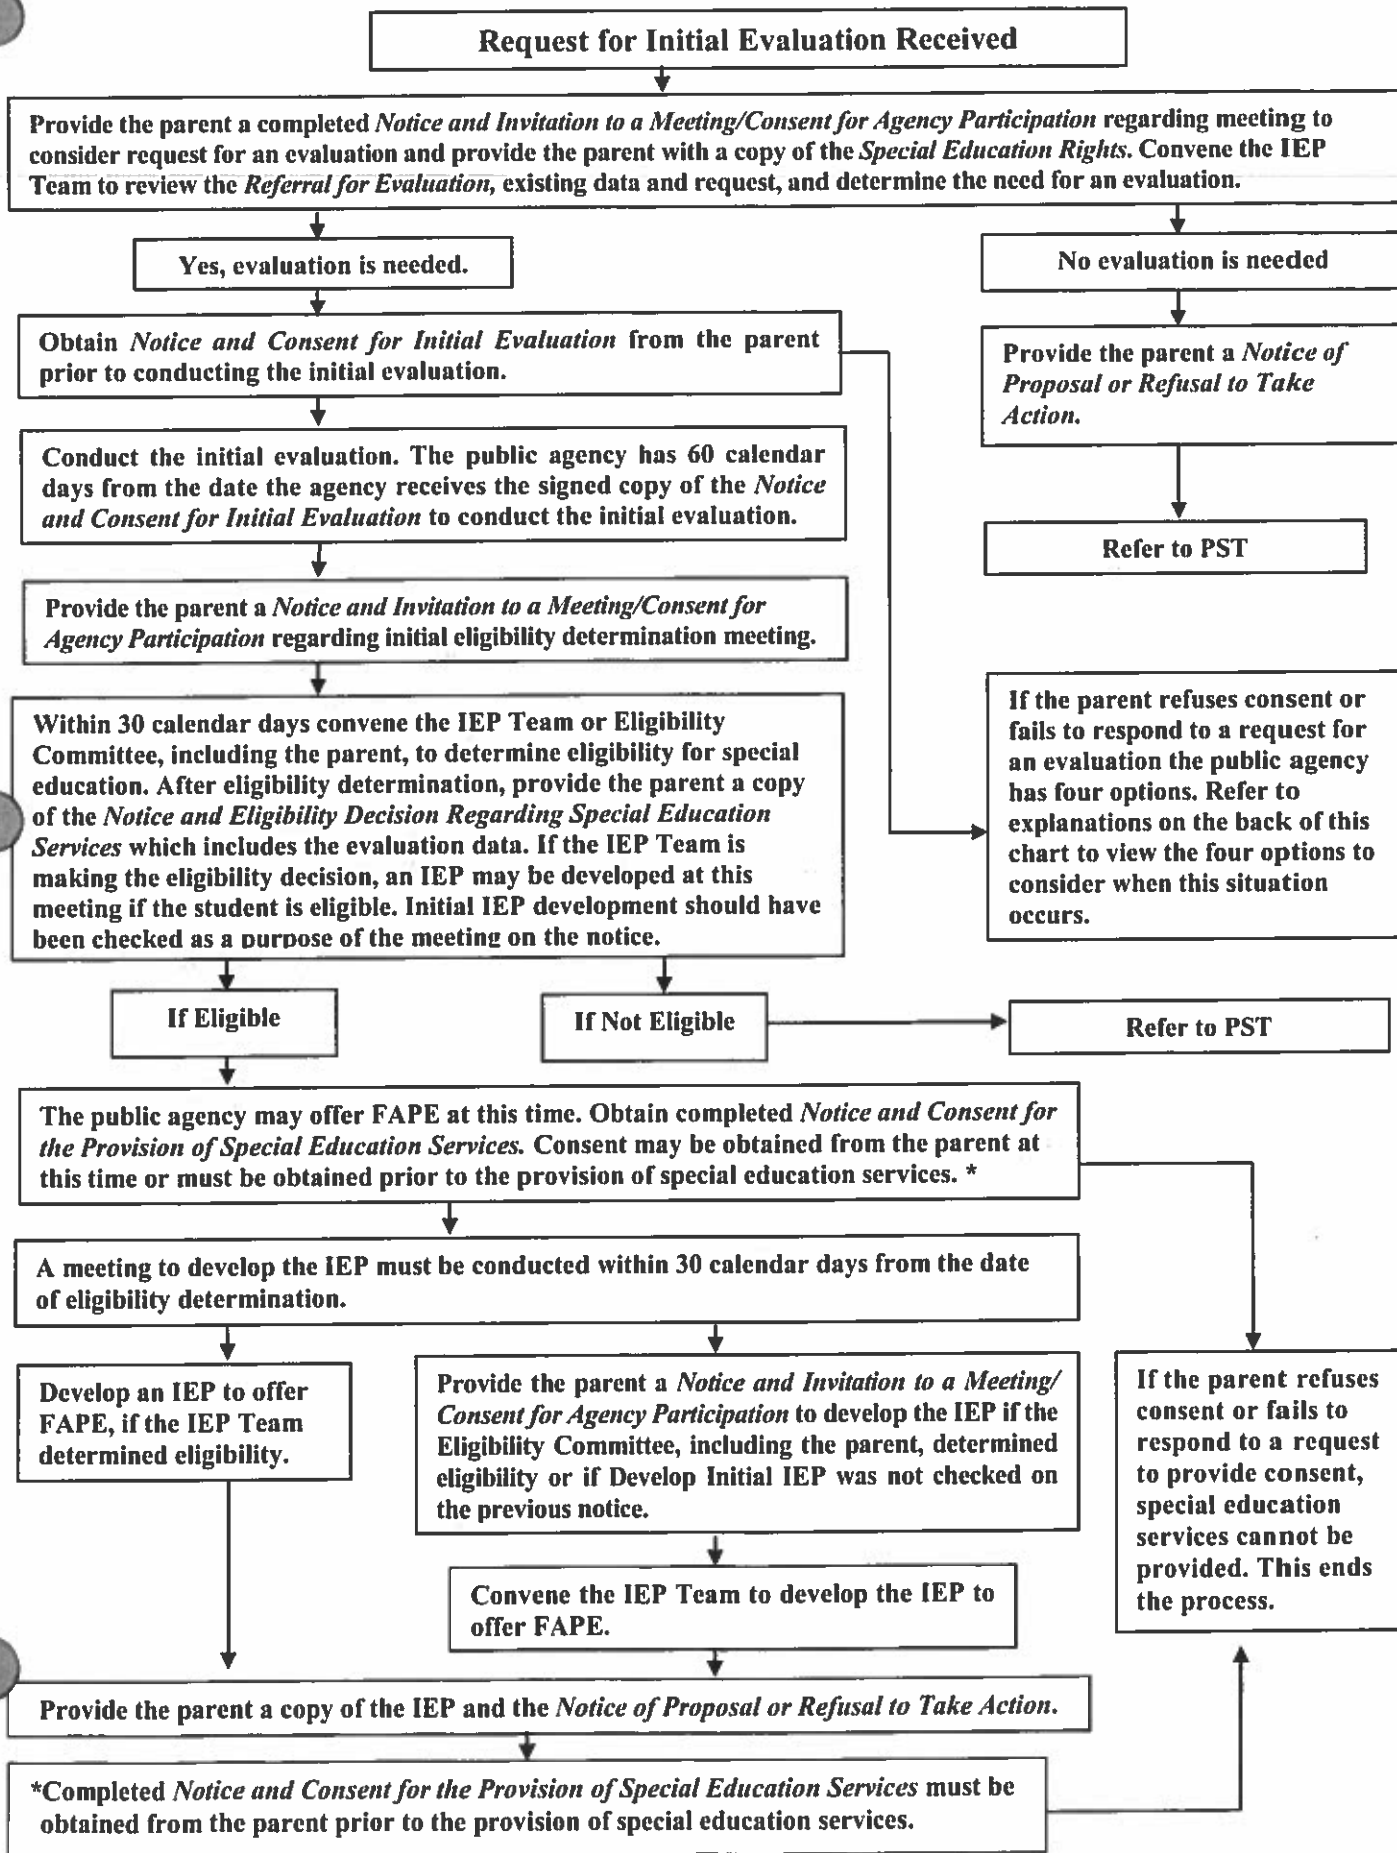 Request for Initial Evaluation Received
Provide the parent a completed Notice and Invitation to a Meeting/Consent for Agency Participation regarding meeting to
consider request for an evaluation and provide the parent with a copy of the Special Education Rights. Convene the IEP
Team to review the Referral for Evaluation, existing data and request, and determine the need for an evaluation.
Yes, evaluation is needed.
No evaluation is needed
Obtain Notice and Consent for Initial Evaluation from the parent
prior to conducting the initial evaluation.
Provide the parent a Notice of
Proposal or Refusal to Take
Action.
Conduct the initial evaluation. The public agency has 60 calendar
days from the date the agency receives the signed copy of the Notice
and Consent for Initial Evaluation to conduct the initial evaluation.
Refer to PST
Provide the parent a Notice and Invitation to a Meeting/Consent for
Agency Participation regarding initial eligibility determination meeting.
If the parent refuses consent or
fails to respond to a request for
an evaluation the public agency
has four options. Refer to
explanations on the back of this
chart to view the four options to
consider when this situation
occurs.
Within 30 calendar days convene the IEP Team or Eligibility
Committee, including the parent, to determine eligibility for special
education. After eligibility determination, provide the parent a copy
of the Notice and Eligibility Decision Regarding Special Education
Services which includes the evaluation data. If the IEP Team is
making the eligibility decision, an IEP may be developed at this
meeting if the student is eligible. Initial IEP development should have
been checked as a purpose of the meeting on the notice.
If Eligible
If Not Eligible
Refer to PST
The public agency may offer FAPE at this time. Obtain completed Notice and Consent for
the Provision of Special Education Services. Consent may be obtained from the parent at
this time or must be obtained prior to the provision of special education services. *
A meeting to develop the IEP must be conducted within 30 calendar days from the date
of eligibility determination.
Develop an IEP to offer
FAPE, if the IEP Team
determined eligibility.
Provide the parent a Notice and Invitation to a Meeting/
Consent for Agency Participation to develop the IEP if the
Eligibility Committee, including the parent, determined
eligibility or if Develop Initial IEP was not checked on
the previous notice.
If the parent refuses
consent or fails to
respond to a request
to provide consent,
special education
services cannot be
provided. This ends
the process.
Convene the IEP Team to develop the IEP to
offer FAPE.
Provide the parent a copy of the IEP and the Notice of Proposal or Refusal to Take Action.
*Completed Notice and Consent for the Provision of Special Education Services must be
obtained from the parent prior to the provision of special education services.